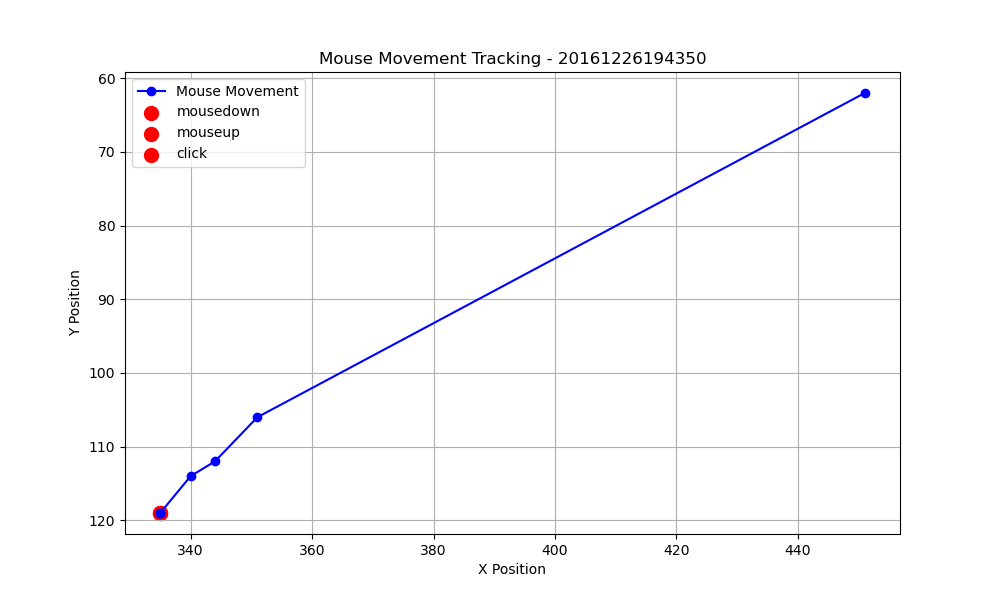 Mouse Movement Tracking - 20161226194350
60
70
80
90
100
110
120
Y Position
Mouse Movement
mousedown
mouseup
click
340
360
380
400
420
440
X Position